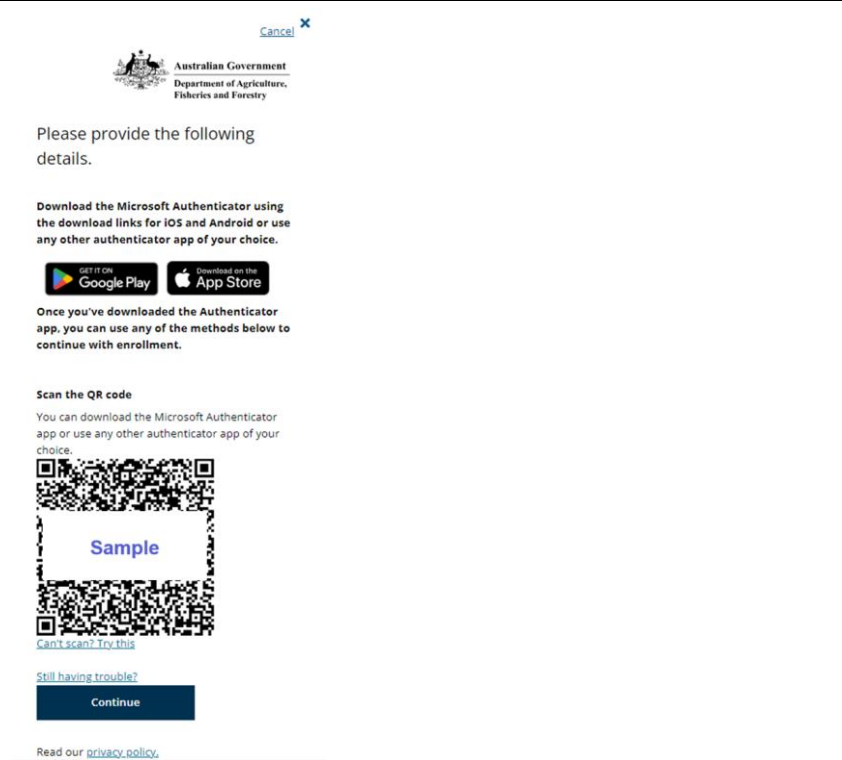 Cancel ×
Australian Government
Department of Agriculture,
Fisheries and Forestry
Please provide the following
details.
Download the Microsoft Authenticator using
the download links for iOS and Android or use
any other authenticator app of your choice.
GET IT ON
Google Play
Download on the
App Store
Once you've downloaded the Authenticator
app, you can use any of the methods below to
continue with enrollment.
Scan the QR code
You can download the Microsoft Authenticator
app or use any other authenticator app of your
choice.
Sample
Can't scan? Try this
Still having trouble?
Continue
Read our privacy policy.